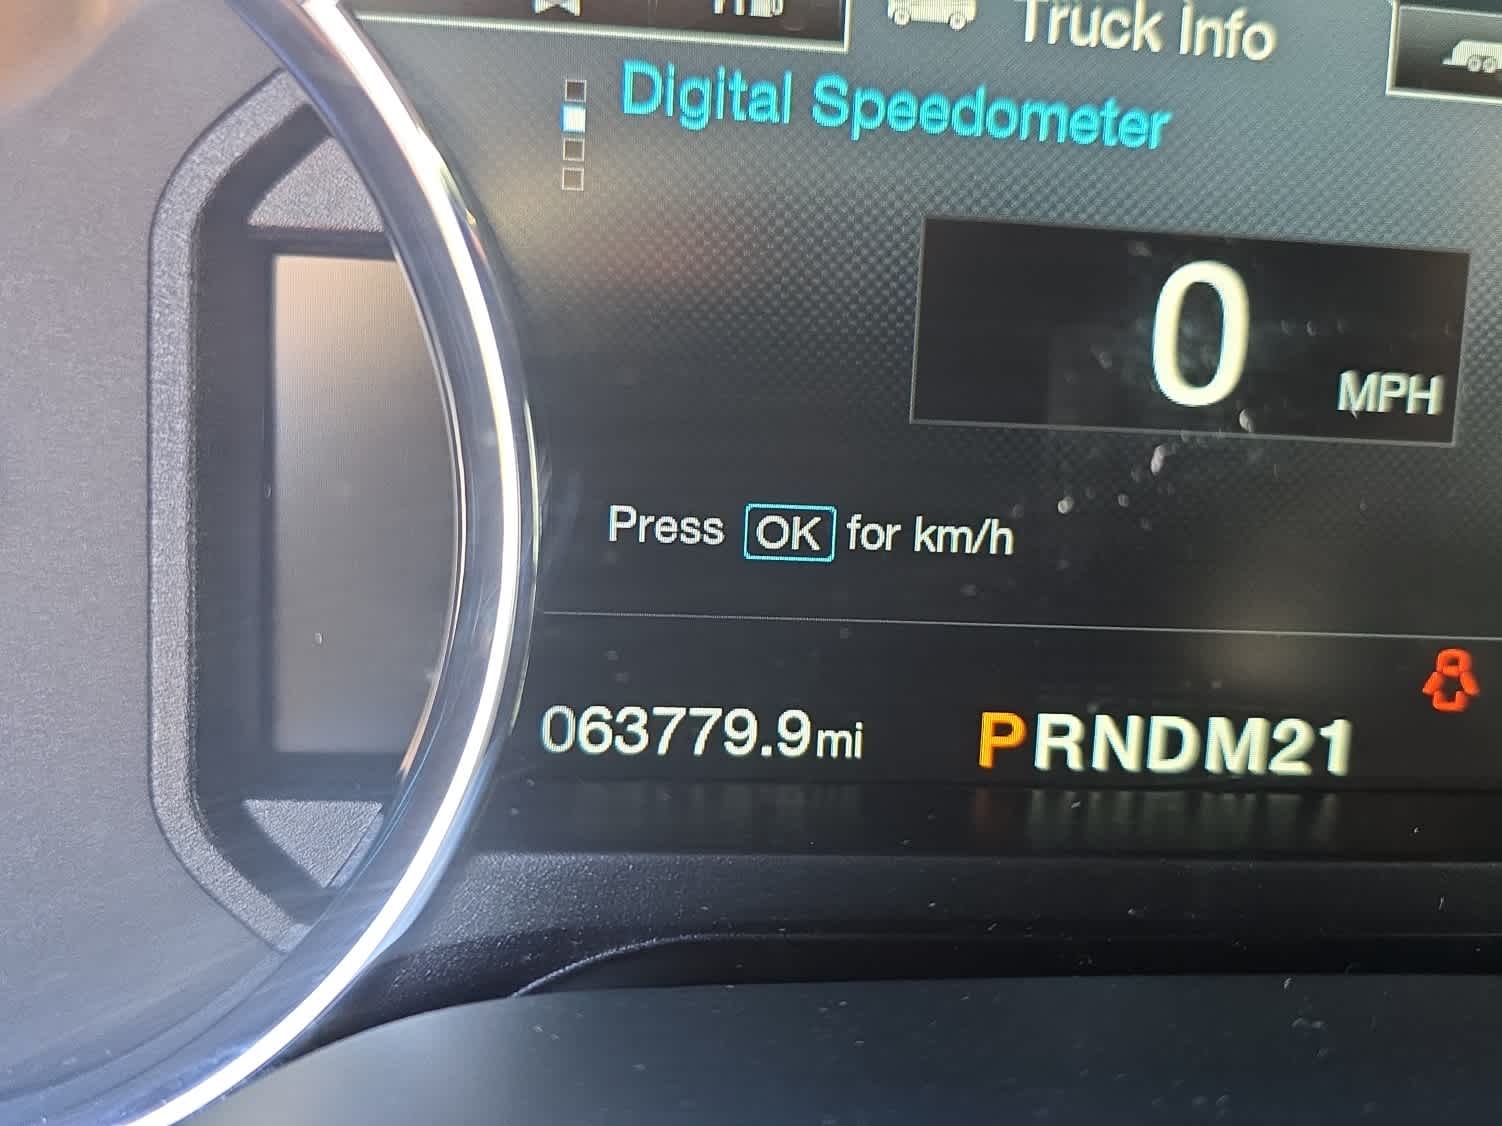 Truck Info
Digital Speedometer
0 MPH
Press OK for km/h
063779.9mi
PRNDM21